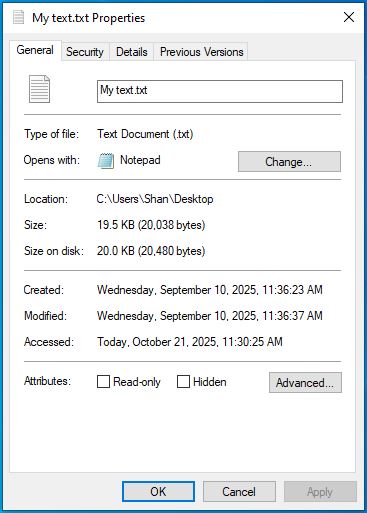 My text.txt Properties
General Security Details Previous Versions
My text.txt
Type of file: Text Document (.txt)
Opens with: Notepad Change...
Location: C:\Users\Shan\Desktop
Size: 19.5 KB (20,038 bytes)
Size on disk: 20.0 KB (20,480 bytes)
Created: Wednesday, September 10, 2025, 11:36:23 AM
Modified: Wednesday, September 10, 2025, 11:36:37 AM
Accessed: Today, October 21, 2025, 11:30:25 AM
Attributes: Read-only Hidden Advanced...
OK Cancel Apply